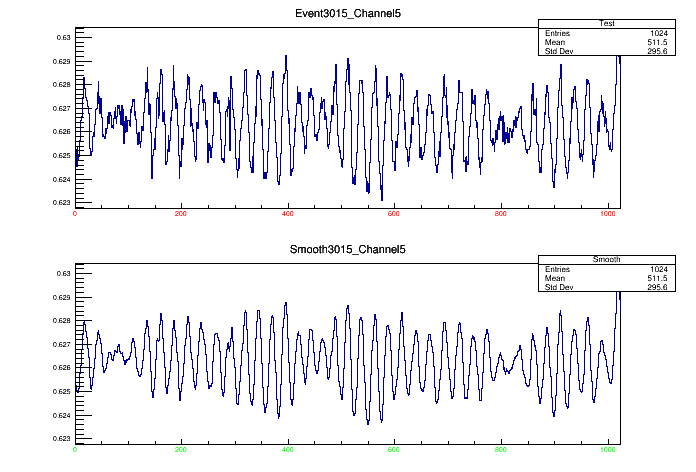 Event3015_Channel5
Test
Entries 1024
Mean 511.5
Std Dev 295.6
0.63
0.629
0.628
0.627
0.626
0.625
0.624
0.623
0 200 400 600 800 1000
Smooth3015_Channel5
Smooth
Entries 1024
Mean 511.5
Std Dev 295.6
0.63
0.629
0.628
0.627
0.626
0.625
0.624
0.623
0 200 400 600 800 1000